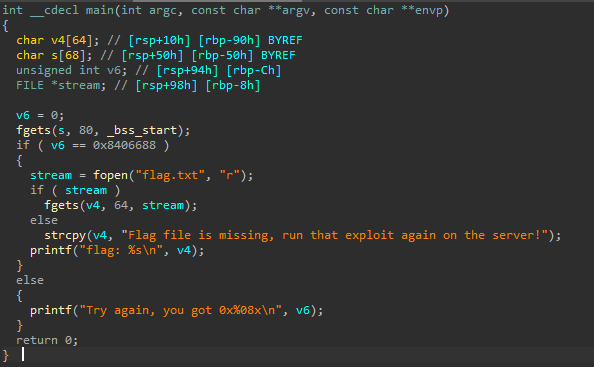 int __cdecl main(int argc, const char **argv, const char **envp)
{
  char v4[64]; // [rsp+10h] [rbp-90h] BYREF
  char s[68]; // [rsp+50h] [rbp-50h] BYREF
  unsigned int v6; // [rsp+94h] [rbp-Ch]
  FILE *stream; // [rsp+98h] [rbp-8h]

  v6 = 0;
  fgets(s, 80, _bss_start);
  if ( v6 == 0x8406688 )
  {
    stream = fopen("flag.txt", "r");
    if ( stream )
      fgets(v4, 64, stream);
    else
      strcpy(v4, "Flag file is missing, run that exploit again on the server!");
    printf("flag: %s\n", v4);
  }
  else
  {
    printf("Try again, you got 0x%08x\n", v6);
  }
  return 0;
}